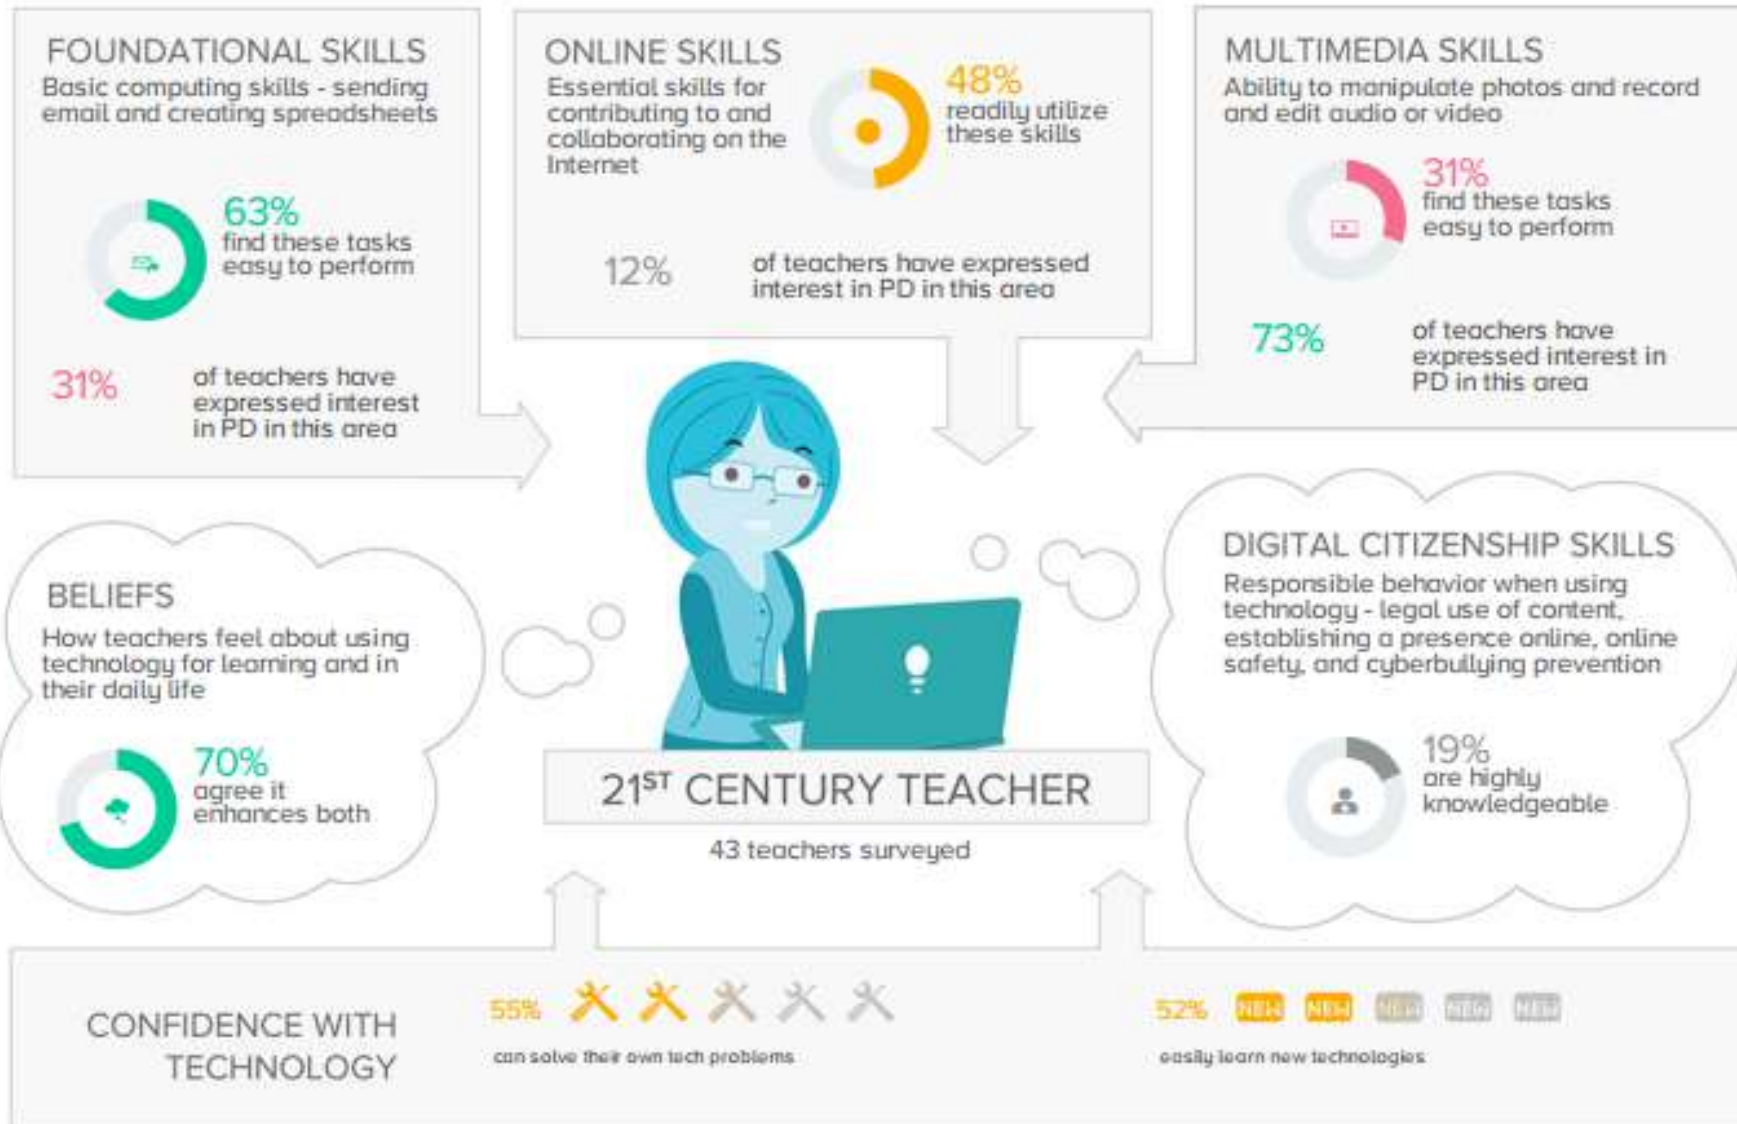 FOUNDATIONAL SKILLS
Basic computing skills - sending
email and creating spreadsheets
63%
find these tasks
easy to perform
31%
of teachers have
expressed interest
in PD in this area
ONLINE SKILLS
Essential skills for
contributing to and
collaborating on the
Internet
48%
readily utilize
these skills
12%
of teachers have expressed
interest in PD in this area
MULTIMEDIA SKILLS
Ability to manipulate photos and record
and edit audio or video
31%
find these tasks
easy to perform
73%
of teachers have
expressed interest in
PD in this area
BELIEFS
How teachers feel about using
technology for learning and in
their daily life
70%
agree it
enhances both
DIGITAL CITIZENSHIP SKILLS
Responsible behavior when using
technology - legal use of content,
establishing a presence online, online
safety, and cyberbullying prevention
19%
are highly
knowledgeable
21ST CENTURY TEACHER
43 teachers surveyed
CONFIDENCE WITH
TECHNOLOGY
55%
can solve their own tech problems
52% NEW NEW NEW NEW NEW
easily learn new technologies